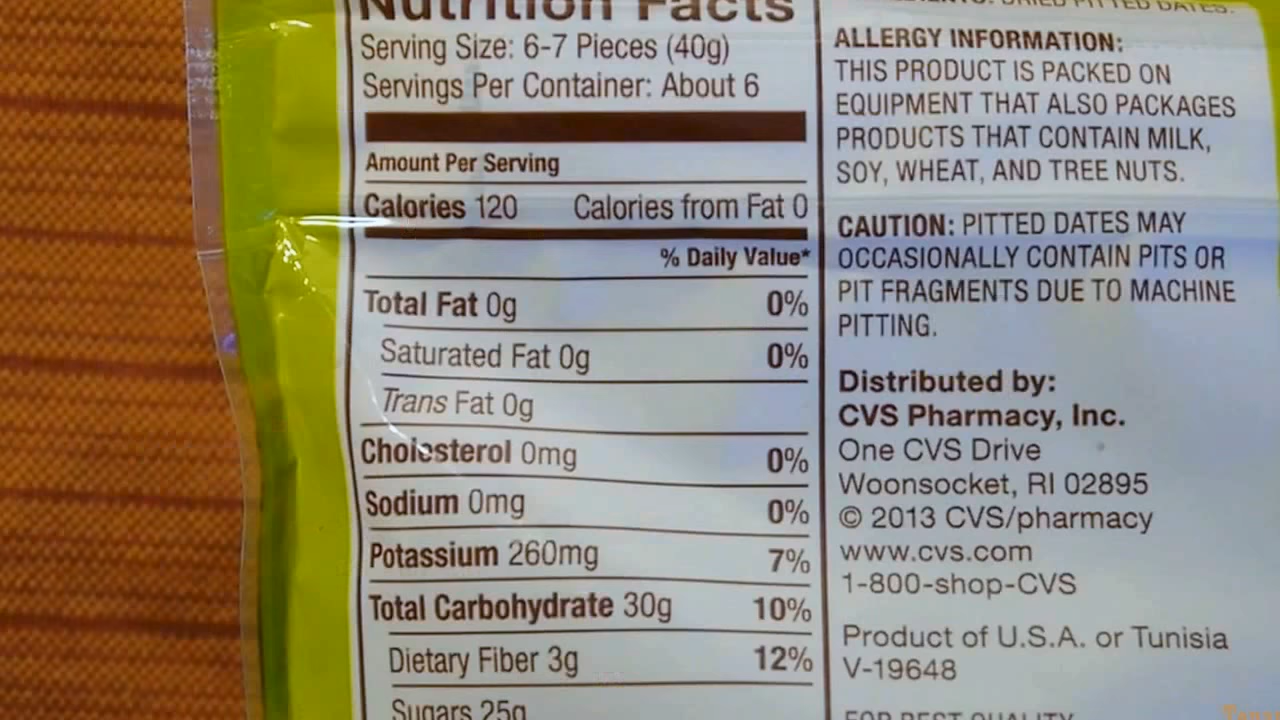 Nutrition Facts
Serving Size: 6-7 Pieces (40g)
Servings Per Container: About 6
Amount Per Serving
Calories 120 Calories from Fat 0
% Daily Value*
Total Fat 0g 0%
Saturated Fat 0g 0%
Trans Fat 0g
Cholesterol 0mg 0%
Sodium 0mg 0%
Potassium 260mg 7%
Total Carbohydrate 30g 10%
Dietary Fiber 3g 12%
Sugars 25g
DRIED PITTED DATES.
ALLERGY INFORMATION:
THIS PRODUCT IS PACKED ON
EQUIPMENT THAT ALSO PACKAGES
PRODUCTS THAT CONTAIN MILK,
SOY, WHEAT, AND TREE NUTS.
CAUTION: PITTED DATES MAY
OCCASIONALLY CONTAIN PITS OR
PIT FRAGMENTS DUE TO MACHINE
PITTING.
Distributed by:
CVS Pharmacy, Inc.
One CVS Drive
Woonsocket, RI 02895
© 2013 CVS/pharmacy
www.cvs.com
1-800-shop-CVS
Product of U.S.A. or Tunisia
V-19648
FOR BEST QUALITY